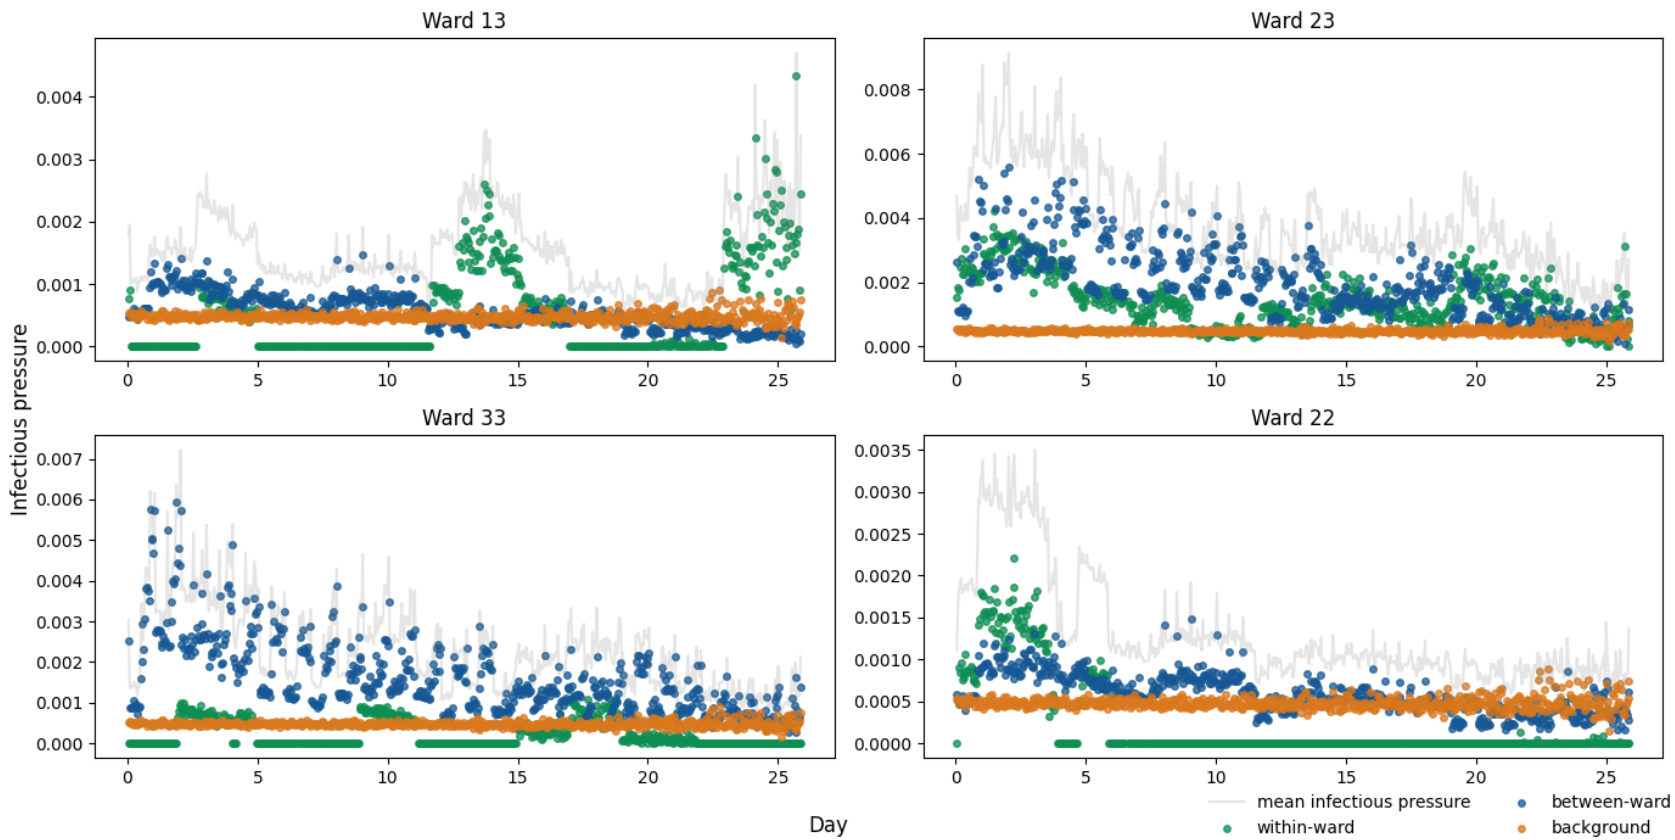 Ward 13
Ward 23
0.004
0.003
0.002
0.001
0.000
0 5 10 15 20 25
0.008
0.006
0.004
0.002
0.000
0 5 10 15 20 25
Infectious pressure
Ward 33
Ward 22
0.007
0.006
0.005
0.004
0.003
0.002
0.001
0.000
0 5 10 15 20 25
0.0035
0.0030
0.0025
0.0020
0.0015
0.0010
0.0005
0.0000
0 5 10 15 20 25
Day
mean infectious pressure
within-ward
between-ward
background